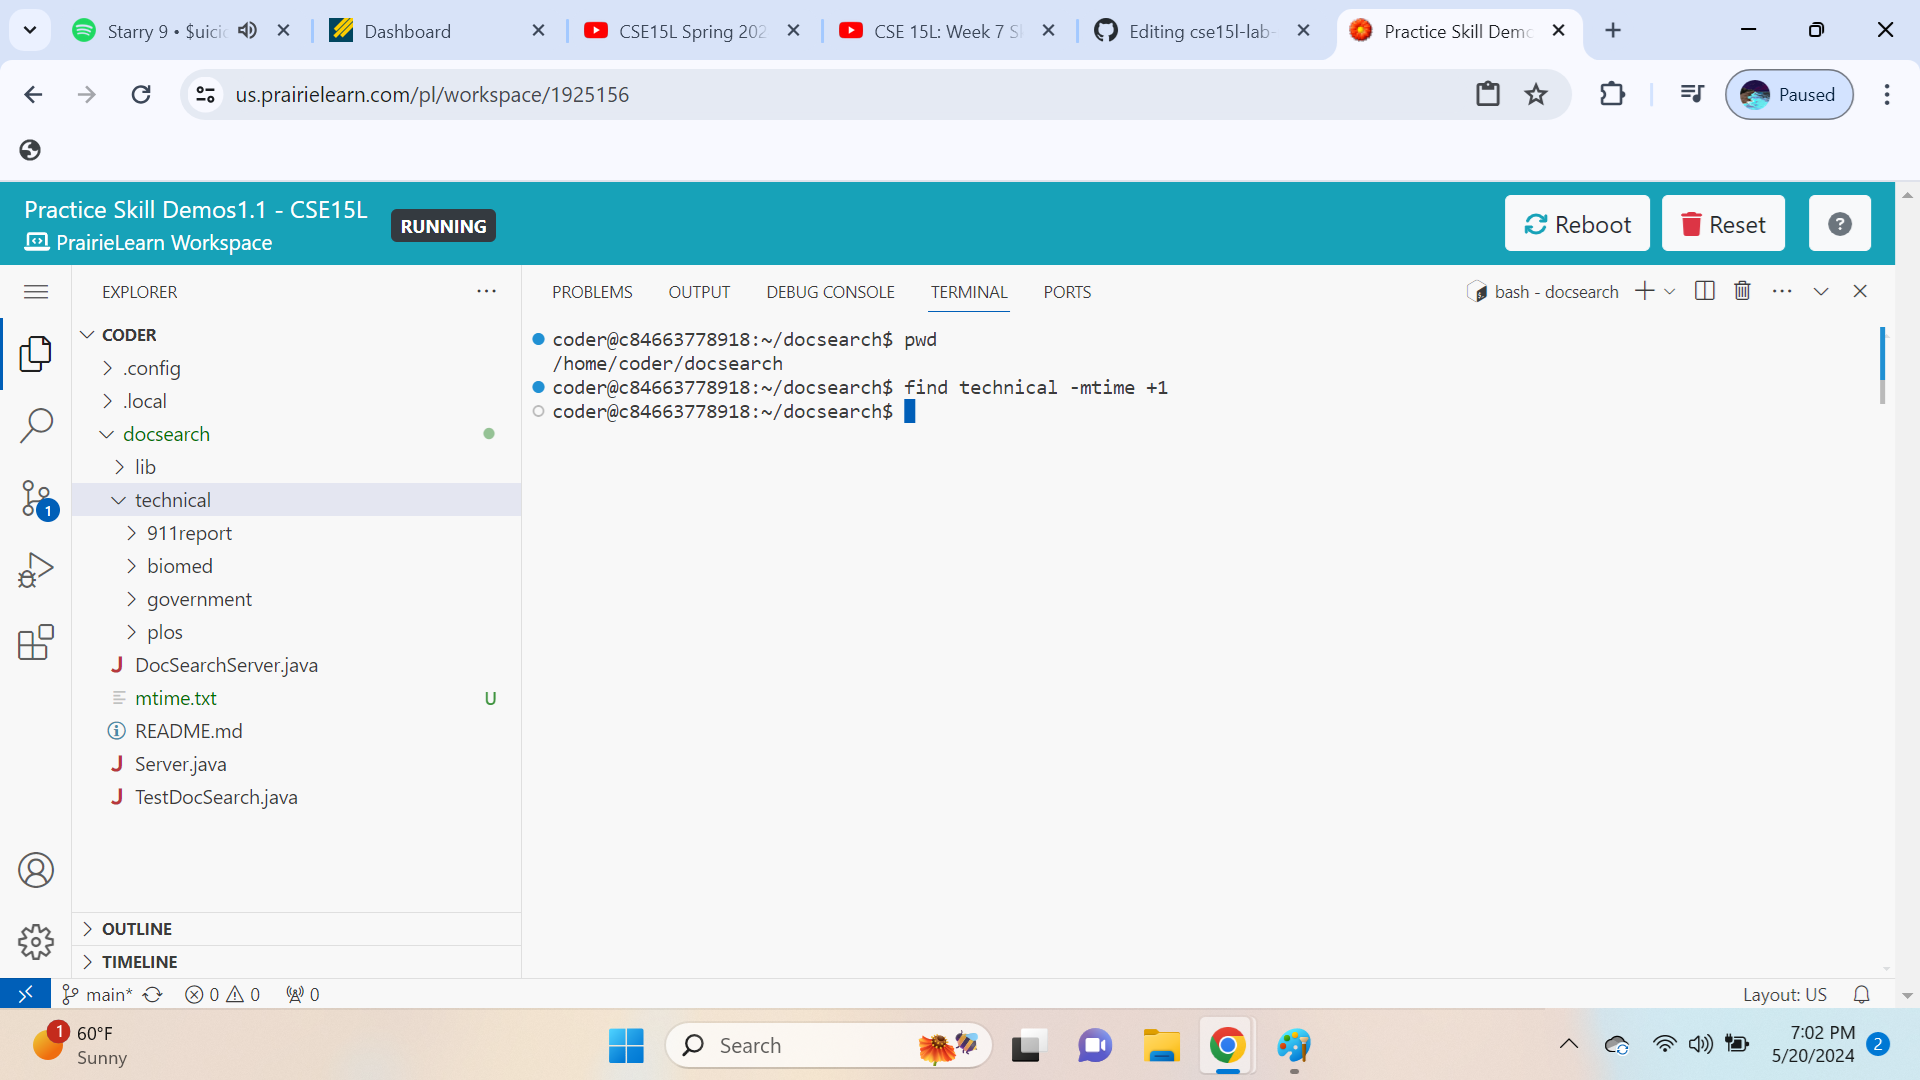 Starry 9 • $uici
Dashboard
CSE15L Spring 202
CSE 15L: Week 7 S
Editing cse15l-lab-
Practice Skill Demo
us.prairielearn.com/pl/workspace/1925156
Paused
Practice Skill Demos1.1 - CSE15L
PrairieLearn Workspace
RUNNING
Reboot
Reset
?
EXPLORER
PROBLEMS
OUTPUT
DEBUG CONSOLE
TERMINAL
PORTS
bash - docsearch
CODER
.config
.local
docsearch
lib
technical
1
911report
biomed
government
plos
J DocSearchServer.java
mtime.txt U
README.md
J Server.java
J TestDocSearch.java
OUTLINE
TIMELINE
coder@c84663778918:~/docsearch$ pwd
/home/coder/docsearch
coder@c84663778918:~/docsearch$ find technical -mtime +1
coder@c84663778918:~/docsearch$
main*
0
0
0
Layout: US
1
60°F
Sunny
Search
7:02 PM
5/20/2024
2